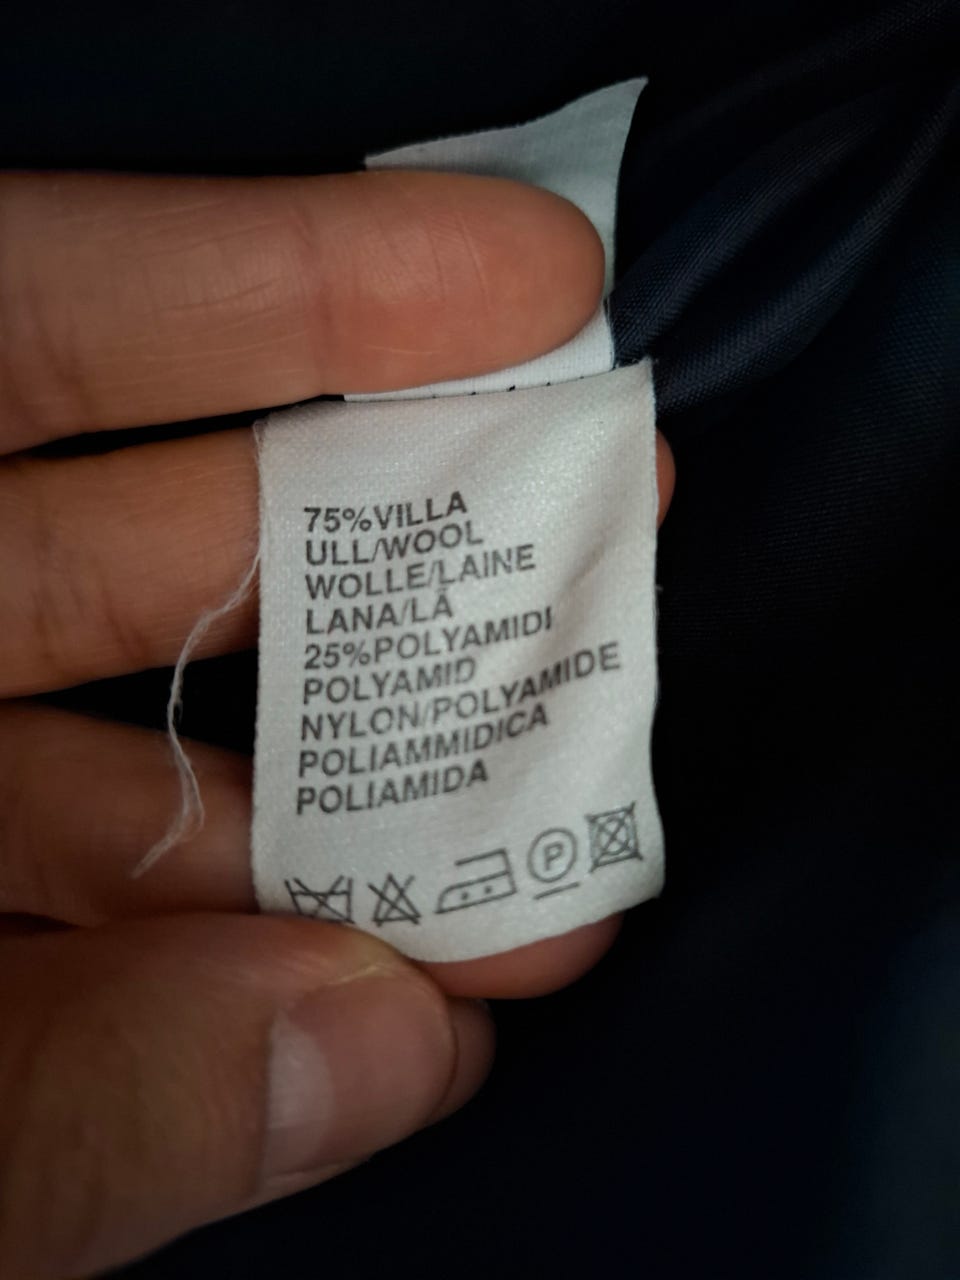 75%VILLA
ULL/WOOL
WOLLE/LAINE
LANA/LÃ
25%POLYAMIDI
POLYAMID
NYLON/POLYAMIDE
POLIAMMIDICA
POLIAMIDA
P